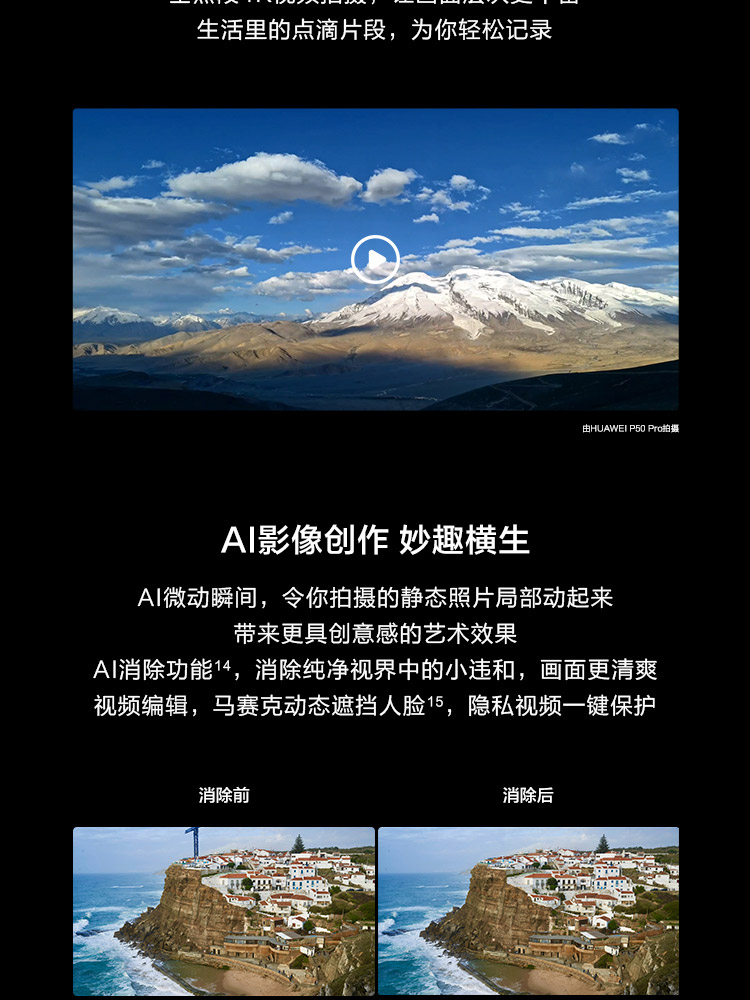 生活里的点滴片段，为你轻松记录
由HUAWEI P50 Pro拍摄
AI影像创作 妙趣横生
AI微动瞬间，令你拍摄的静态照片局部动起来
带来更具创意感的艺术效果
AI消除功能14，消除纯净视界中的小违和，画面更清爽
视频编辑，马赛克动态遮挡人脸15，隐私视频一键保护
消除前 消除后